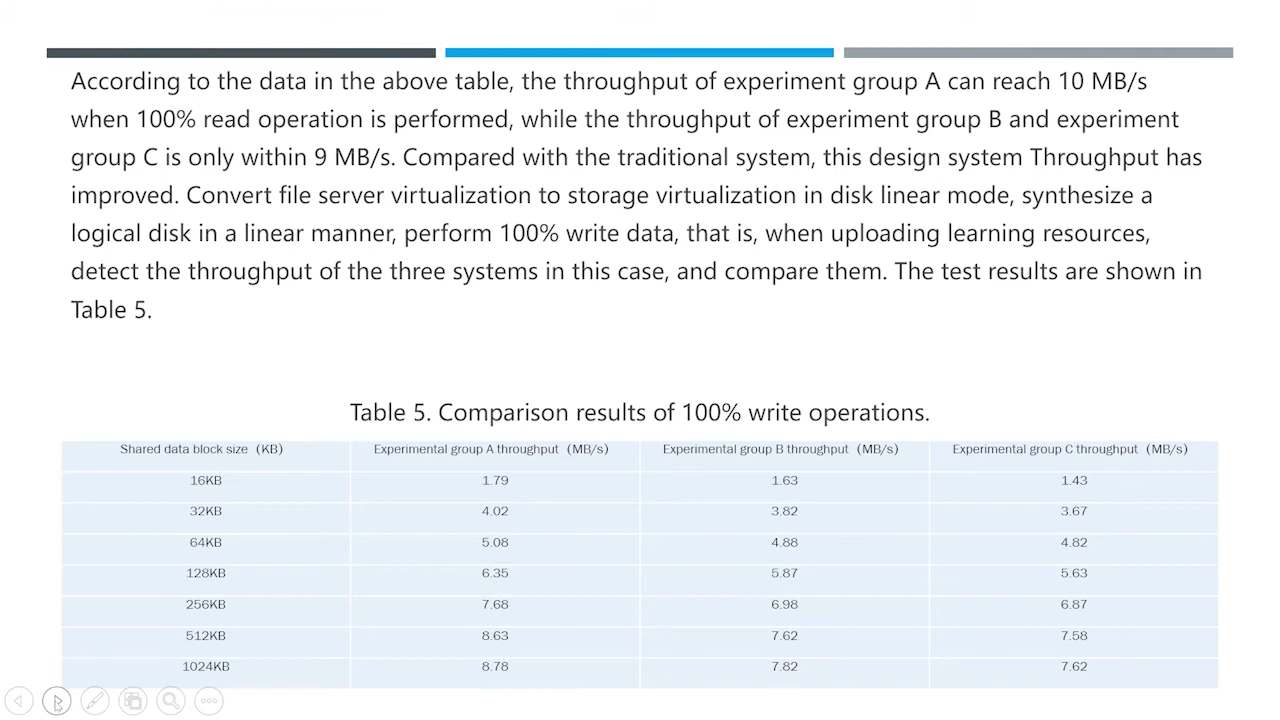 According to the data in the above table, the throughput of experiment group A can reach 10 MB/s
when 100% read operation is performed, while the throughput of experiment group B and experiment
group C is only within 9 MB/s. Compared with the traditional system, this design system Throughput has
improved. Convert file server virtualization to storage virtualization in disk linear mode, synthesize a
logical disk in a linear manner, perform 100% write data, that is, when uploading learning resources,
detect the throughput of the three systems in this case, and compare them. The test results are shown in
Table 5.
Table 5. Comparison results of 100% write operations.
Shared data block size（KB） Experimental group A throughput（MB/s） Experimental group B throughput（MB/s） Experimental group C throughput（MB/s）
16KB 1.79 1.63 1.43
32KB 4.02 3.82 3.67
64KB 5.08 4.88 4.82
128KB 6.35 5.87 5.63
256KB 7.68 6.98 6.87
512KB 8.63 7.62 7.58
1024KB 8.78 7.82 7.62